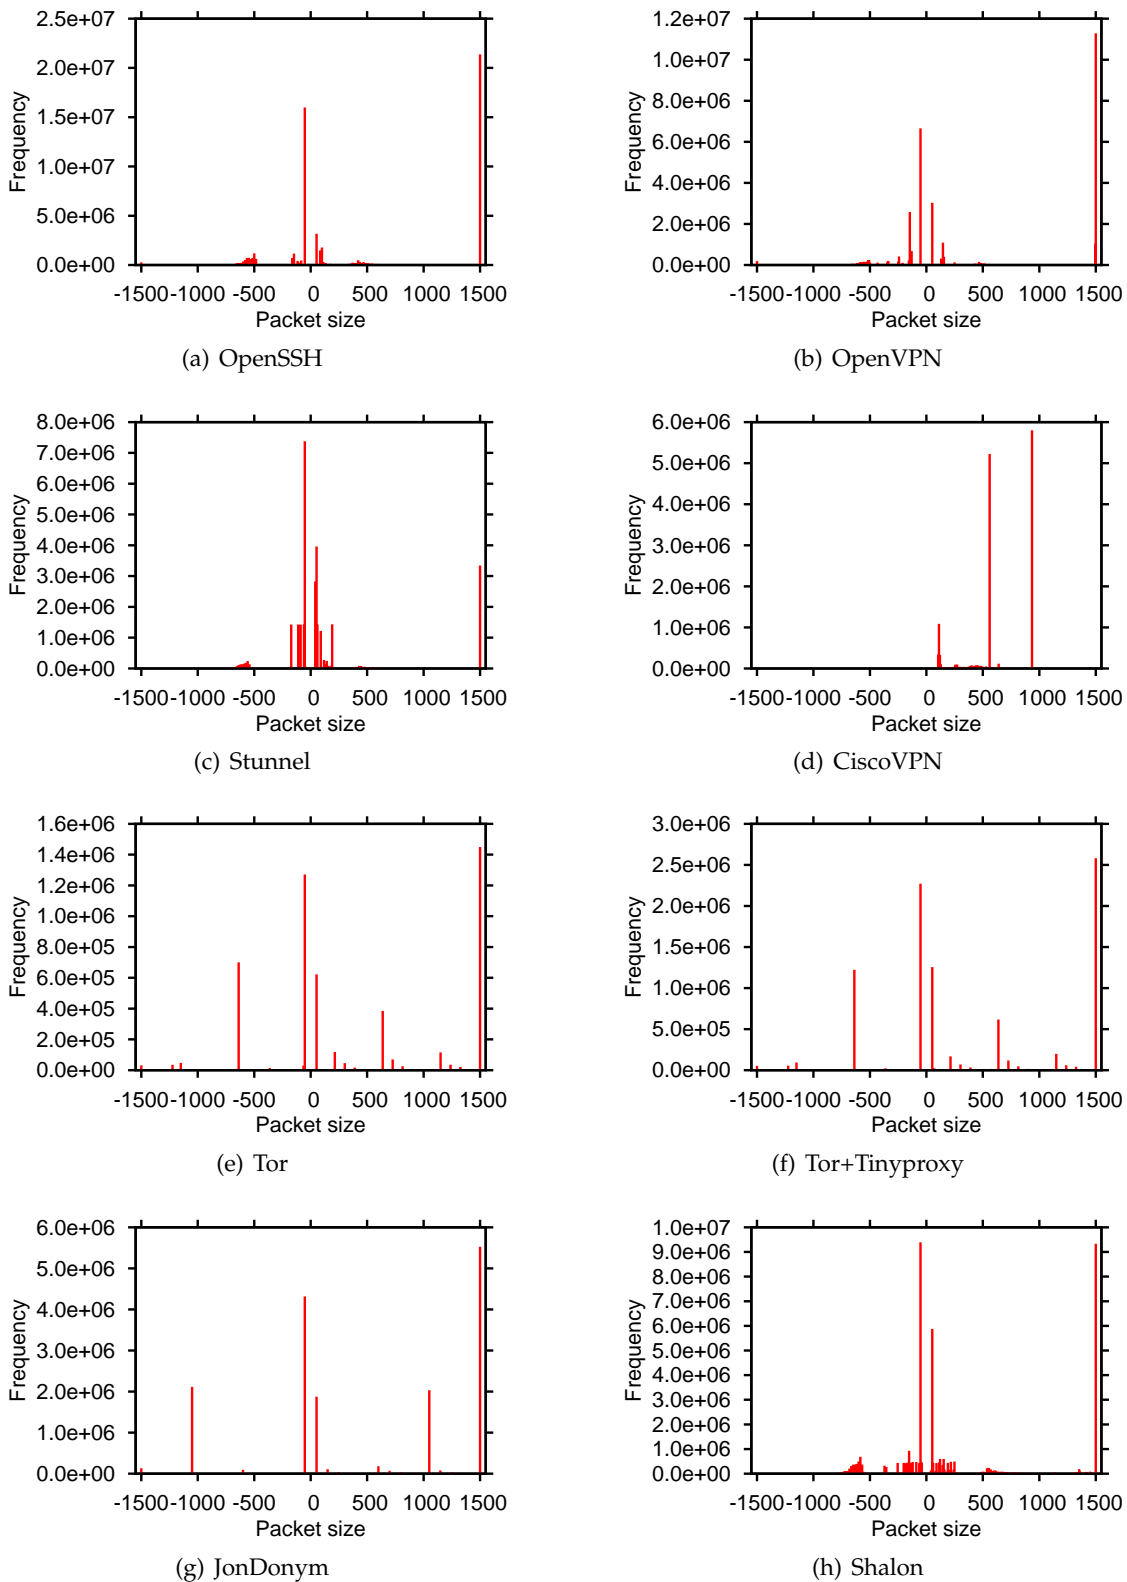 2.5e+07
2.0e+07
1.5e+07
1.0e+07
5.0e+06
0.0e+00
Frequency
-1500 -1000 -500 0 500 1000 1500
Packet size
(a) OpenSSH
1.2e+07
1.0e+07
8.0e+06
6.0e+06
4.0e+06
2.0e+06
0.0e+00
Frequency
-1500 -1000 -500 0 500 1000 1500
Packet size
(b) OpenVPN
8.0e+06
7.0e+06
6.0e+06
5.0e+06
4.0e+06
3.0e+06
2.0e+06
1.0e+06
0.0e+00
Frequency
-1500 -1000 -500 0 500 1000 1500
Packet size
(c) Stunnel
6.0e+06
5.0e+06
4.0e+06
3.0e+06
2.0e+06
1.0e+06
0.0e+00
Frequency
-1500 -1000 -500 0 500 1000 1500
Packet size
(d) CiscoVPN
1.6e+06
1.4e+06
1.2e+06
1.0e+06
8.0e+05
6.0e+05
4.0e+05
2.0e+05
0.0e+00
Frequency
-1500 -1000 -500 0 500 1000 1500
Packet size
(e) Tor
3.0e+06
2.5e+06
2.0e+06
1.5e+06
1.0e+06
5.0e+05
0.0e+00
Frequency
-1500 -1000 -500 0 500 1000 1500
Packet size
(f) Tor+Tinyproxy
6.0e+06
5.0e+06
4.0e+06
3.0e+06
2.0e+06
1.0e+06
0.0e+00
Frequency
-1500 -1000 -500 0 500 1000 1500
Packet size
(g) JonDonym
1.0e+07
9.0e+06
8.0e+06
7.0e+06
6.0e+06
5.0e+06
4.0e+06
3.0e+06
2.0e+06
1.0e+06
0.0e+00
Frequency
-1500 -1000 -500 0 500 1000 1500
Packet size
(h) Shalon